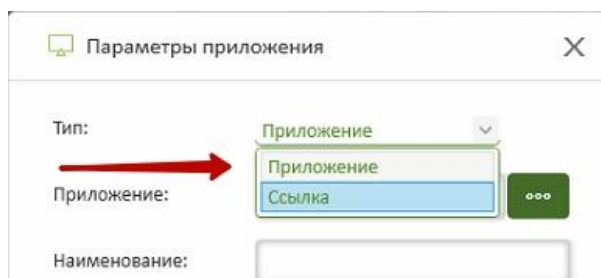 Параметры приложения
Тип:
Приложение
Приложение
Приложение:
Ссылка
Наименование: